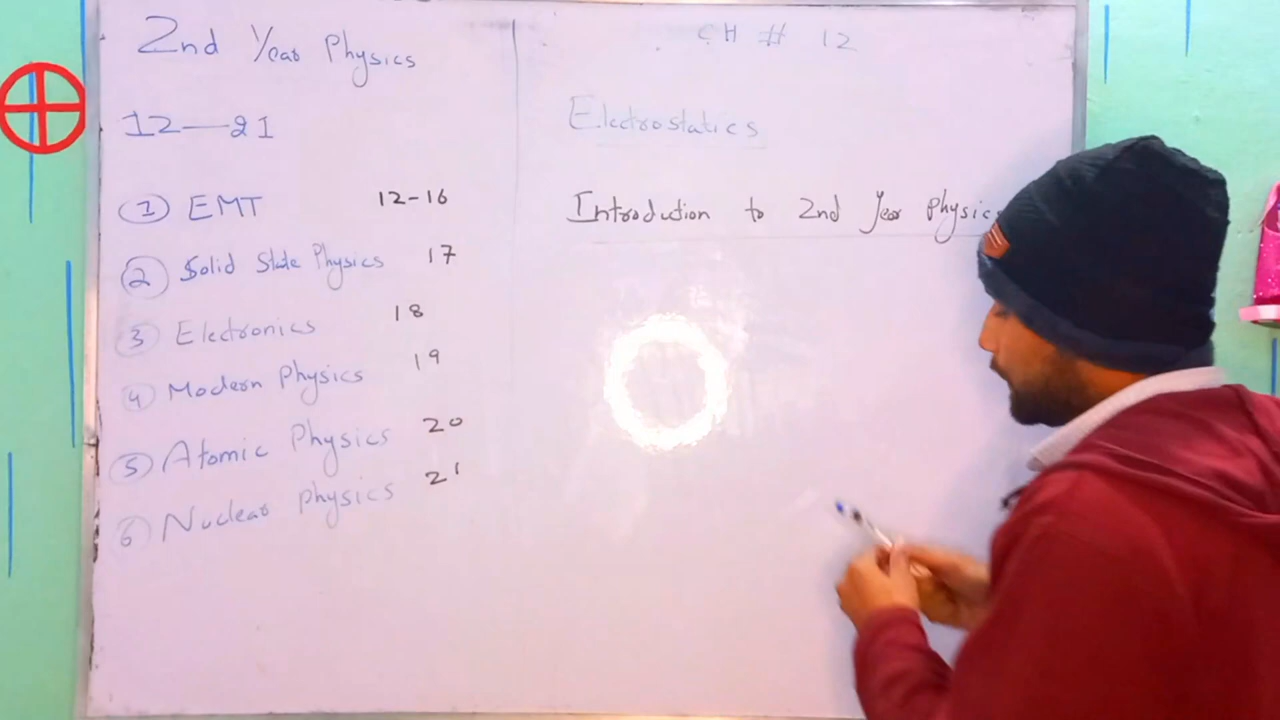 2nd Year Physics
12—21
1 EMT 12-16
2 Solid State Physics 17
3 Electronics 18
4 Modern Physics 19
5 Atomic Physics 20
6 Nuclear Physics 21
CH # 12
Electrostatics
Introduction to 2nd Year Physics